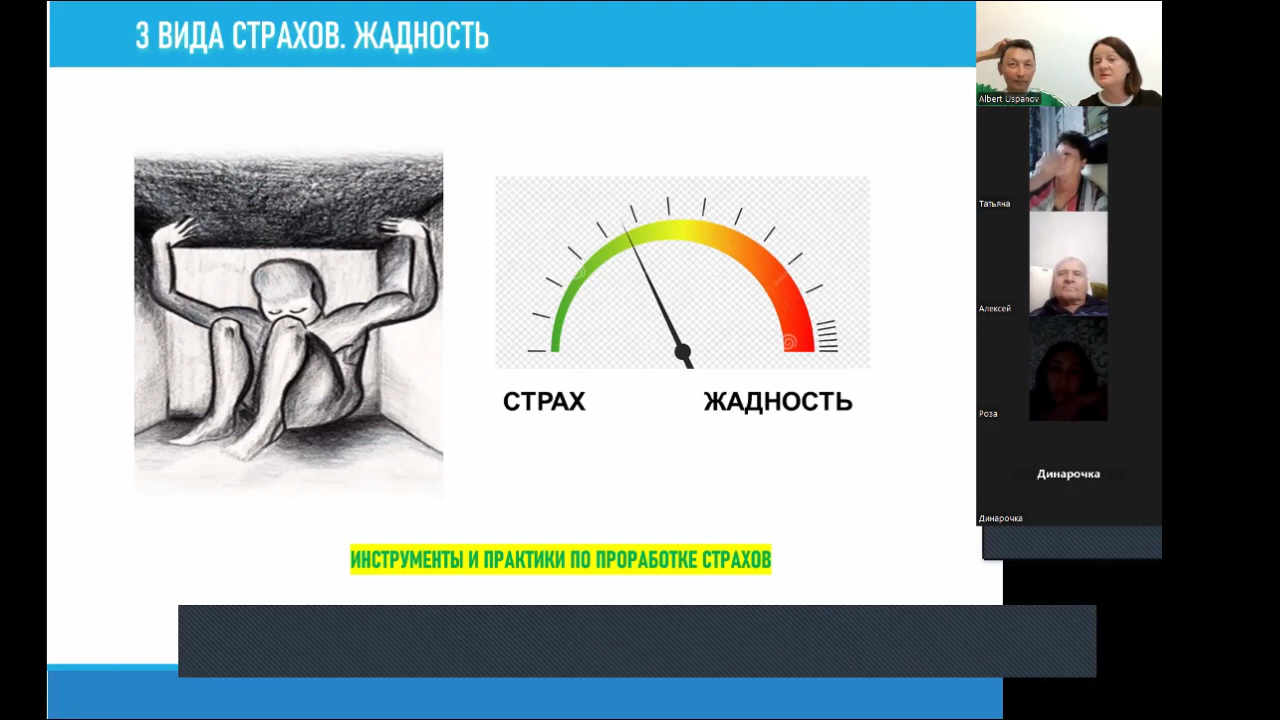 3 ВИДА СТРАХОВ. ЖАДНОСТЬ
СТРАХ
ЖАДНОСТЬ
ИНСТРУМЕНТЫ И ПРАКТИКИ ПО ПРОРАБОТКЕ СТРАХОВ
Albert Uspanov
Татьяна
Алексей
Роза
Динарочка
Динарочка